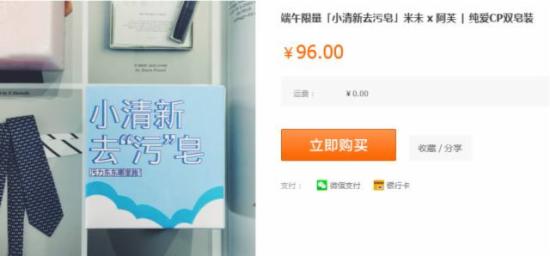 小清新
去“污”皂
端午限量「小清新去污皂」米未 x 阿芙 | 纯爱CP双皂装
¥96.00
运费： ¥ 0.00
立即购买
收藏 / 分享
支付： 微信支付 银行卡